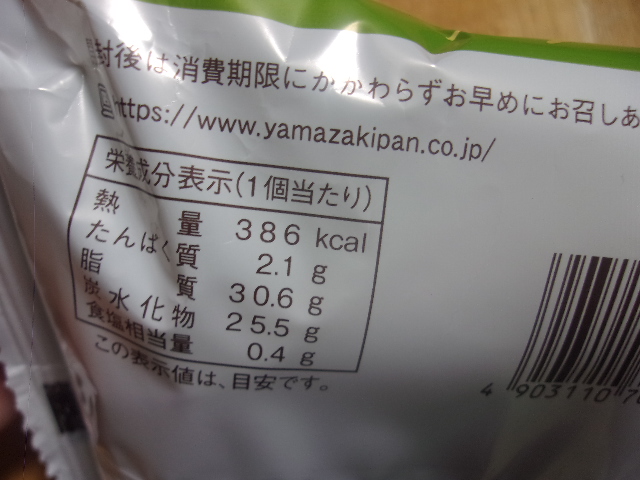 封後は消費期限にかかわらずお早めにお召しあ
https://www.yamazakipan.co.jp/
栄養成分表示(1個当たり)
熱量 386 kcal
たんぱく質 2.1 g
脂質 30.6 g
炭水化物 25.5 g
食塩相当量 0.4 g
この表示値は、目安です。
4 903110 70